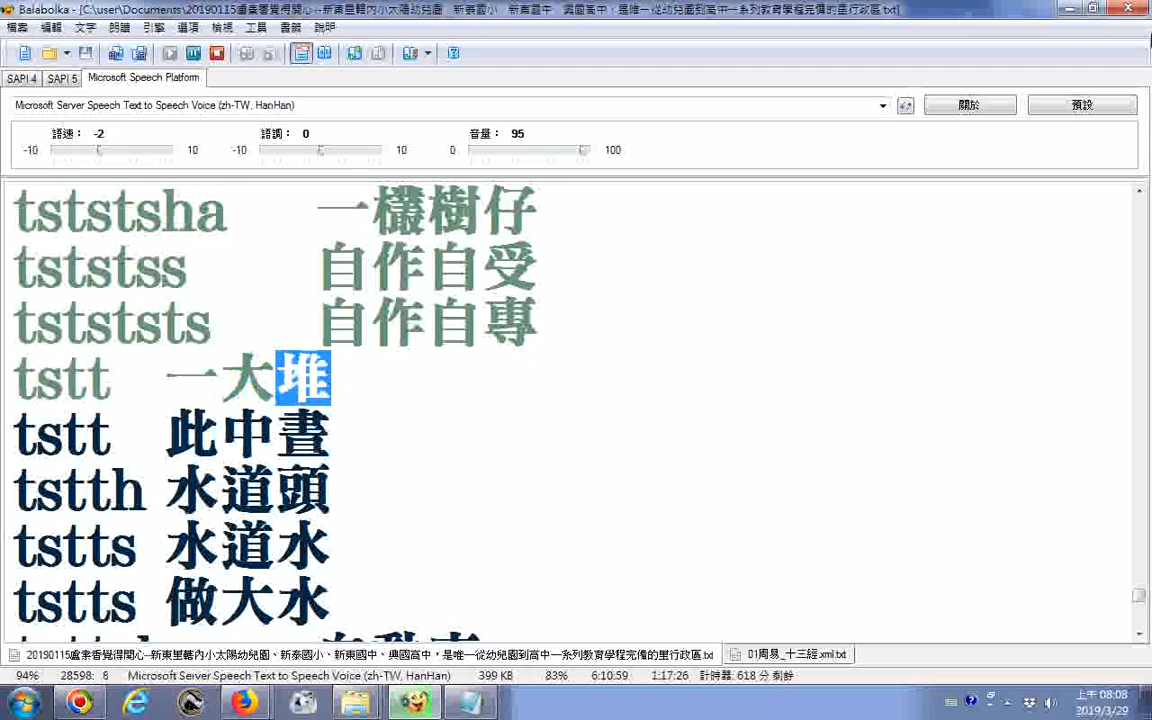 Balabolka - [C:\user\Documents\20190115盧素香覺得開心--新東里轄內小太陽幼兒園、新泰國小、新東國中、興國高中，是唯一從幼兒園到高中一系列教育學程完備的里行政區.txt]
檔案 編輯 文字 朗讀 引擎 選項 檢視 工具 書籤 說明
SAPI 4 SAPI 5 Microsoft Speech Platform
Microsoft Server Speech Text to Speech Voice (zh-TW, HanHan) 關於 預設
語速： -2 語調： 0 音量： 95
-10 10 -10 10 0 100
tststsha 一欉樹仔
tststss 自作自受
tstststs 自作自專
tstt 一大堆
tstt 此中晝
tstth 水道頭
tstts 水道水
tstts 做大水
20190115盧素香覺得開心--新東里轄內小太陽幼兒園、新泰國小、新東國中、興國高中，是唯一從幼兒園到高中一系列教育學程完備的里行政區.txt 01周易_十三經.xml.txt
94% 28598: 8 Microsoft Server Speech Text to Speech Voice (zh-TW, HanHan) 399 KB 83% 6:10:59 1:17:26 計時器: 618 分 剩餘
上午 08:08
2019/3/29